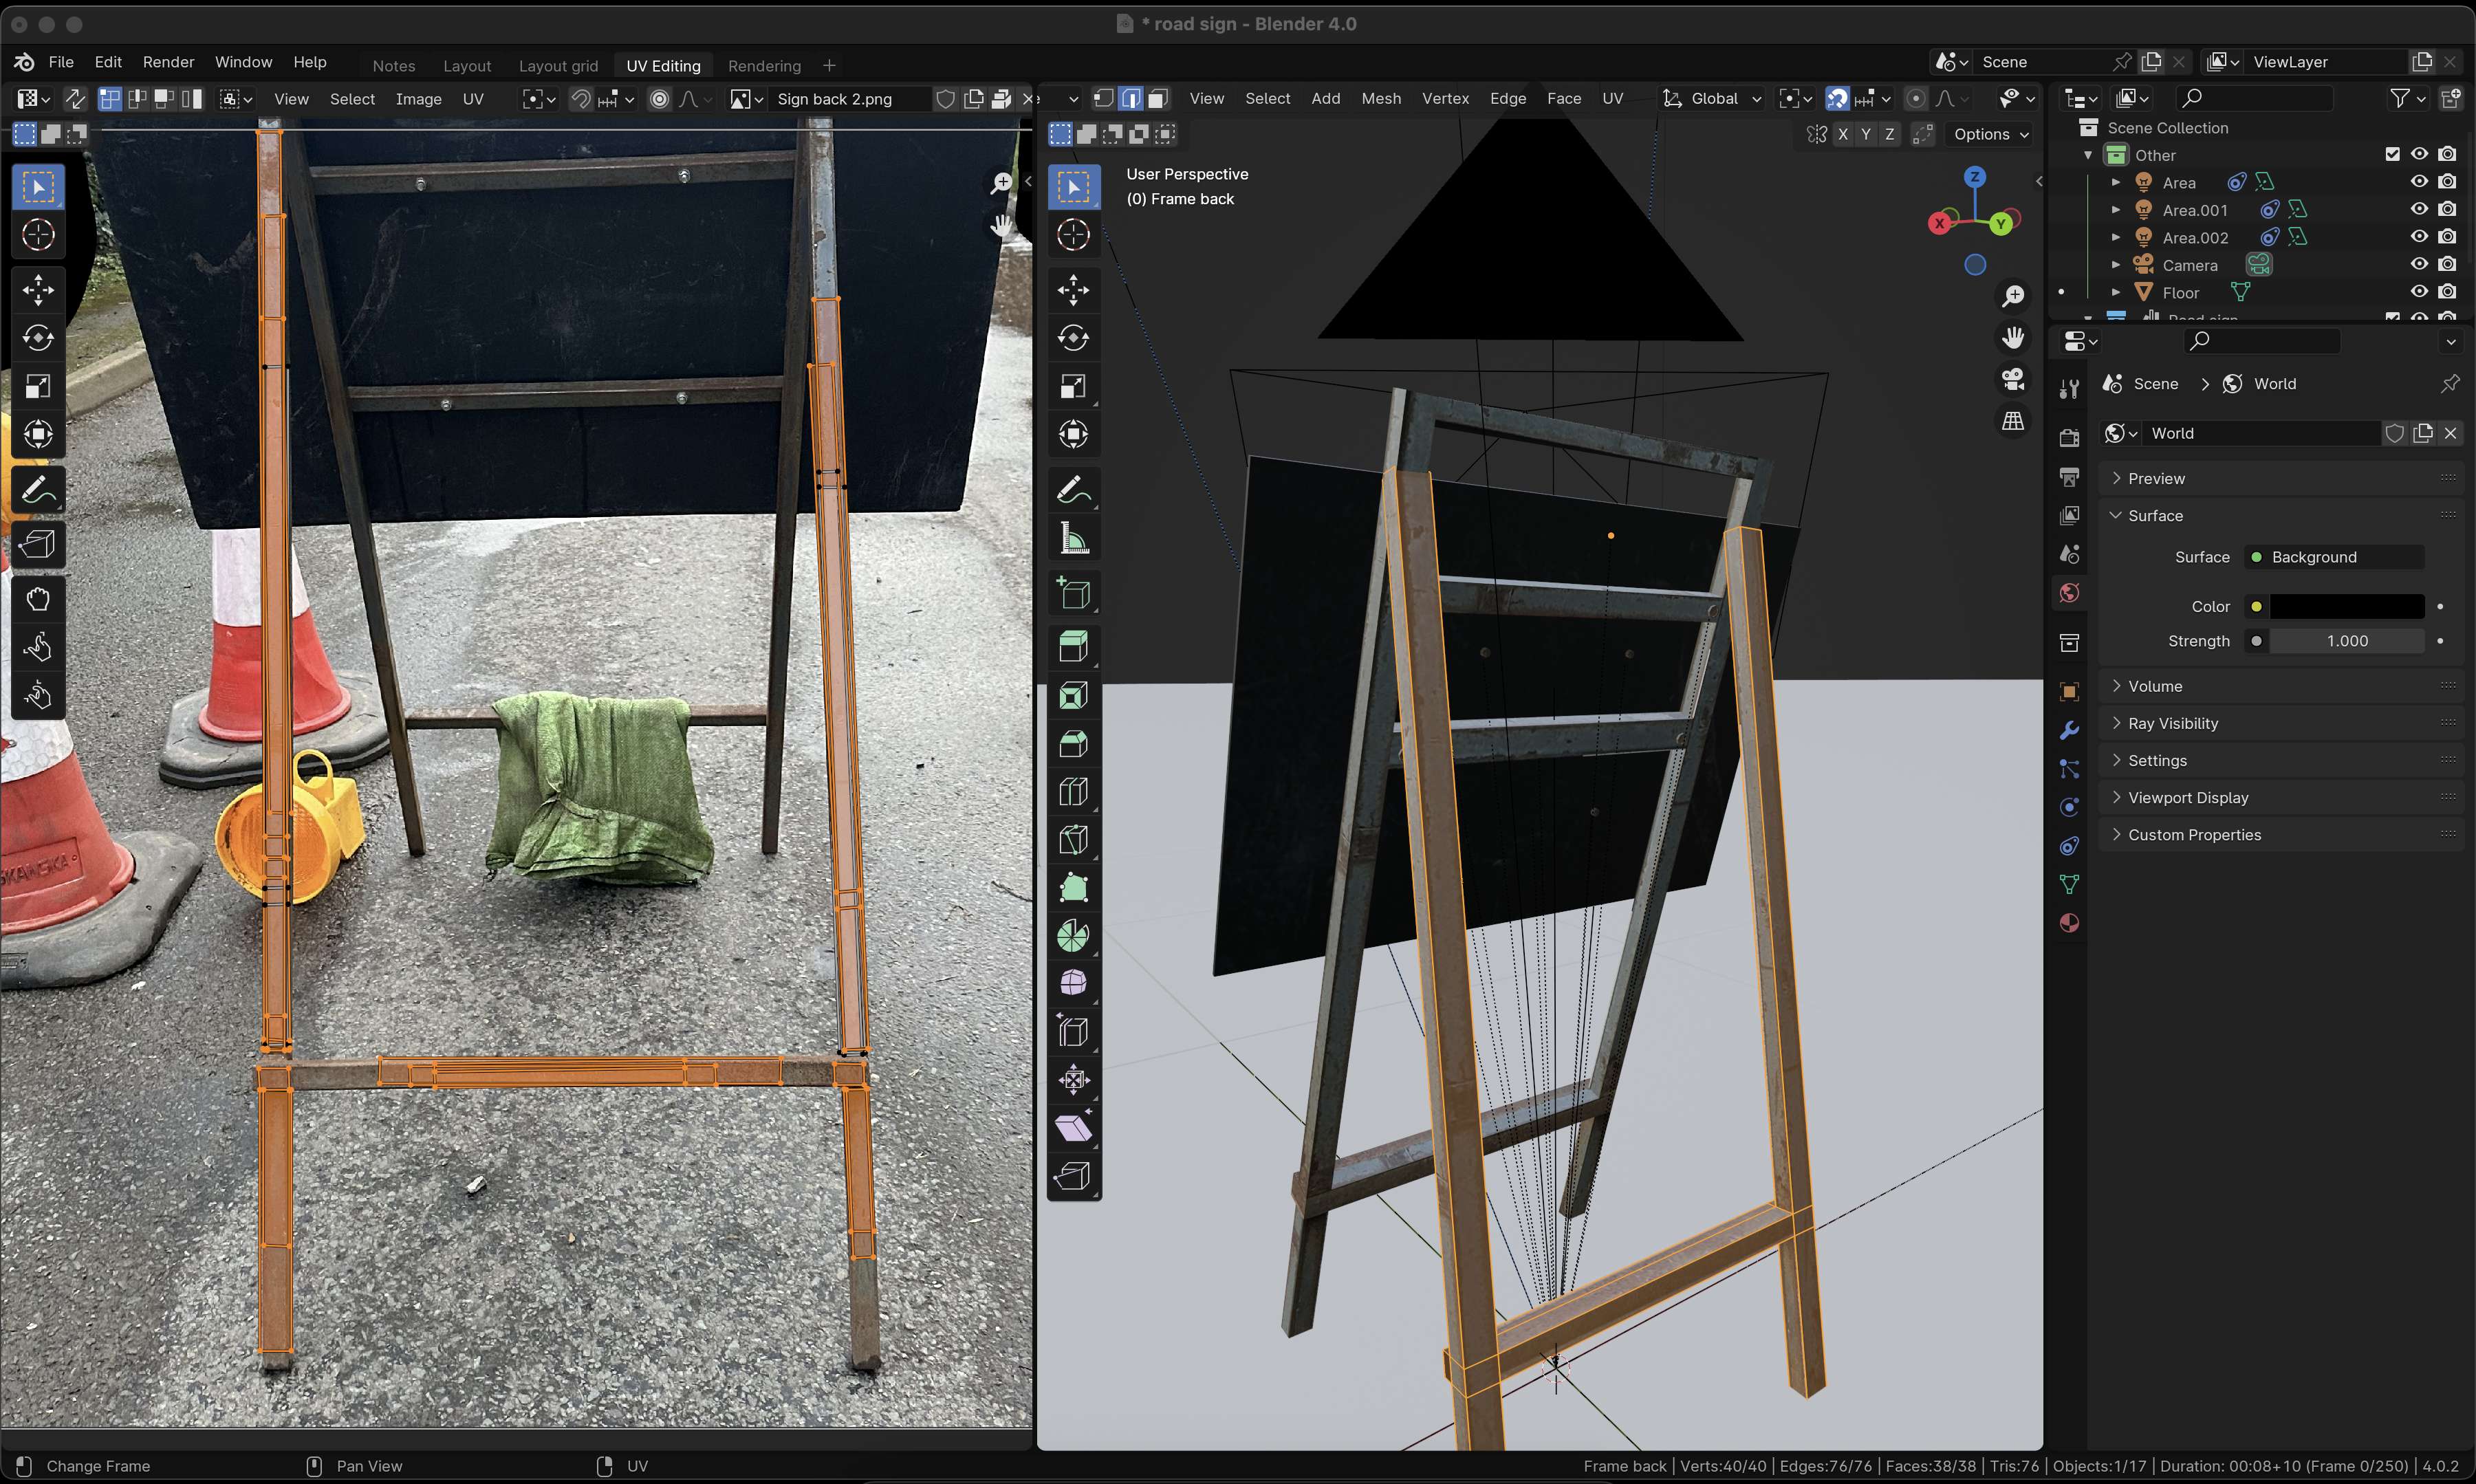 * road sign - Blender 4.0
File Edit Render Window Help Notes Layout Layout grid UV Editing Rendering + Scene ViewLayer
View Select Image UV Sign back 2.png
View Select Add Mesh Vertex Edge Face UV Global
X Y Z Options
User Perspective
(0) Frame back
Z
X Y
SKANSKA
Scene Collection
Other
Area
Area.001
Area.002
Camera
Floor
Road sign
Scene > World
World
Preview
Surface
Surface Background
Color
Strength 1.000
Volume
Ray Visibility
Settings
Viewport Display
Custom Properties
Change Frame Pan View UV Frame back | Verts:40/40 | Edges:76/76 | Faces:38/38 | Tris:76 | Objects:1/17 | Duration: 00:08+10 (Frame 0/250) | 4.0.2